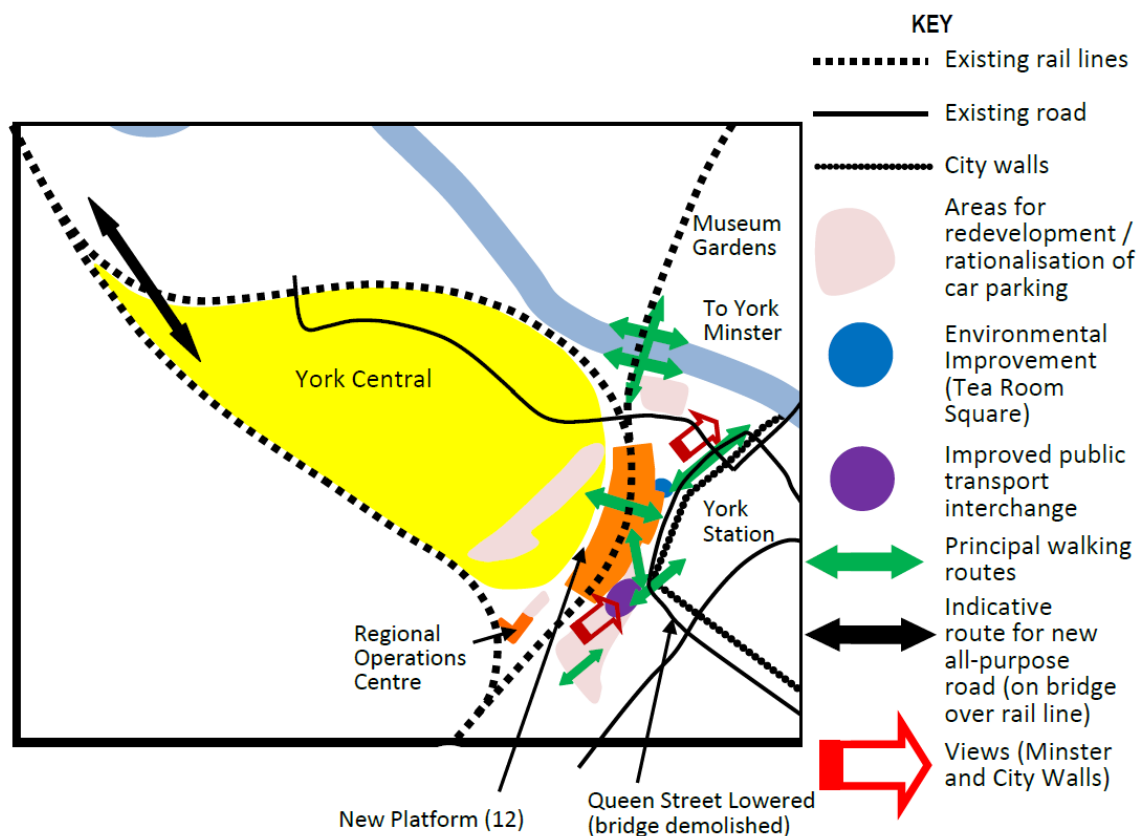 KEY
Existing rail lines
Existing road
City walls
Areas for
redevelopment /
rationalisation of
car parking
Environmental
Improvement
(Tea Room
Square)
Improved public
transport
interchange
Principal walking
routes
Indicative
route for new
all-purpose
road (on bridge
over rail line)
Views (Minster
and City Walls)
Museum
Gardens
To York
Minster
York Central
York
Station
Regional
Operations
Centre
New Platform (12)
Queen Street Lowered
(bridge demolished)